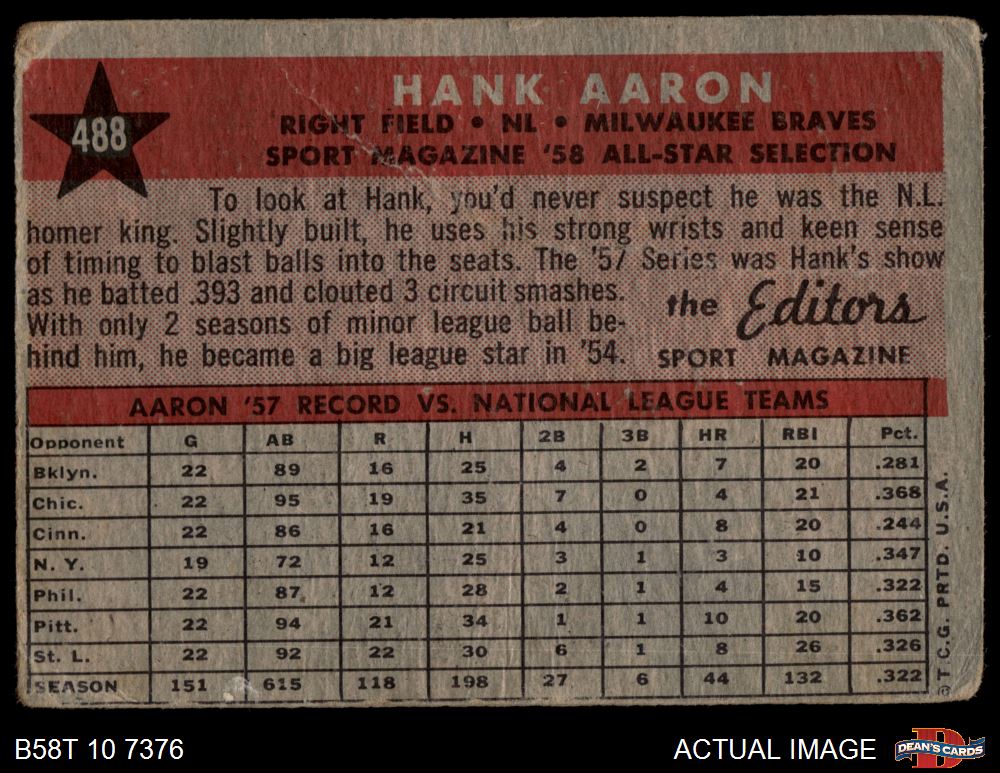 488
HANK AARON
RIGHT FIELD • NL • MILWAUKEE BRAVES
SPORT MAGAZINE '58 ALL-STAR SELECTION
To look at Hank, you'd never suspect he was the N.L.
homer king. Slightly built, he uses his strong wrists and keen sense
of timing to blast balls into the seats. The '57 Series was Hank's show
as he batted .393 and clouted 3 circuit smashes.
With only 2 seasons of minor league ball be-
hind him, he became a big league star in '54.
the Editors
SPORT MAGAZINE
AARON '57 RECORD VS. NATIONAL LEAGUE TEAMS
Opponent G AB R H 2B 3B HR RBI Pct.
Bklyn. 22 89 16 25 4 2 7 20 .281
Chic. 22 95 19 35 7 0 4 21 .368
Cinn. 22 86 16 21 4 0 8 20 .244
N. Y. 19 72 12 25 3 1 3 10 .347
Phil. 22 87 12 28 2 1 4 15 .322
Pitt. 22 94 21 34 1 1 10 20 .362
St. L. 22 92 22 30 6 1 8 26 .326
SEASON 151 615 118 198 27 6 44 132 .322
© T.C.G. PRTD. U.S.A.
B58T 10 7376
ACTUAL IMAGE
D
DEAN'S CARDS